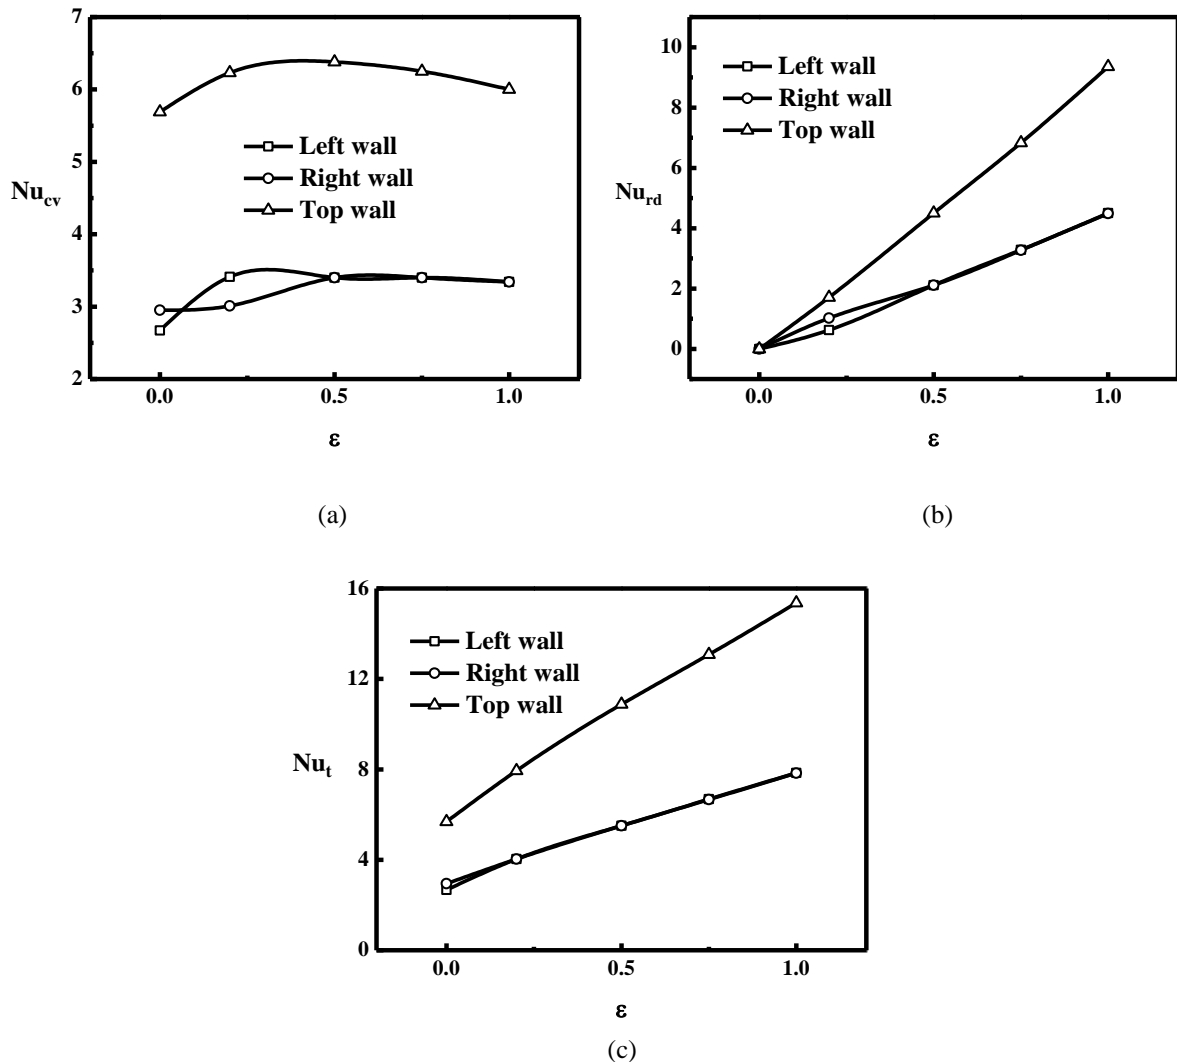 7
6
5
4
3
2
Nu_cv
Left wall
Right wall
Top wall
0.0 0.5 1.0
ε
(a)
10
8
6
4
2
0
Nu_rd
Left wall
Right wall
Top wall
0.0 0.5 1.0
ε
(b)
16
12
8
4
0
Nu_t
Left wall
Right wall
Top wall
0.0 0.5 1.0
ε
(c)